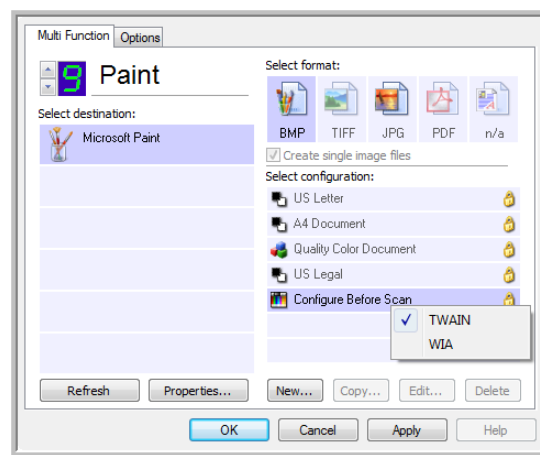 Multi Function
Options
9
Paint
Select destination:
Microsoft Paint
Refresh
Properties...
Select format:
BMP
TIFF
JPG
PDF
n/a
Create single image files
Select configuration:
US Letter
A4 Document
Quality Color Document
US Legal
Configure Before Scan
TWAIN
WIA
New...
Copy...
Edit...
Delete
OK
Cancel
Apply
Help